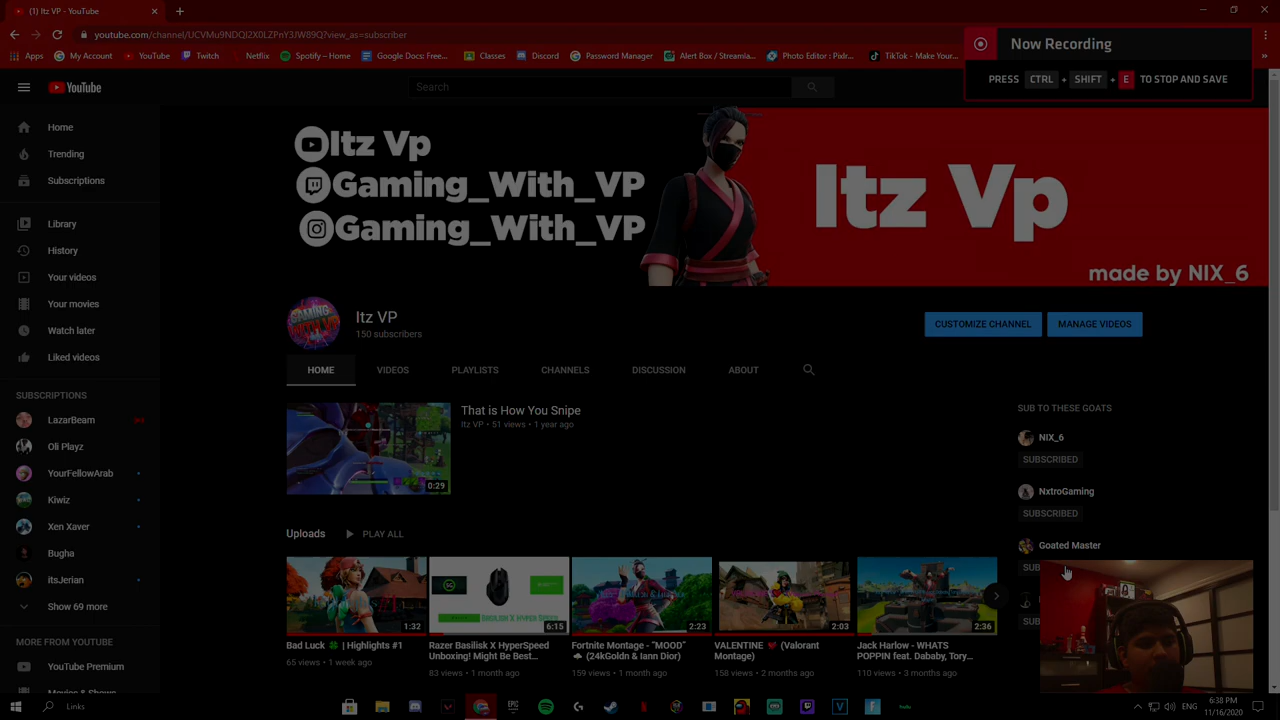 (1) Itz VP - YouTube
youtube.com/channel/UCVMu9NDQJ2X0LZPnY3JW89Q?view_as=subscriber
Apps My Account YouTube Twitch Netflix Spotify – Home Google Docs: Free... Classes Discord Password Manager Alert Box / Streamla... Photo Editor : Pixlr... TikTok - Make Your...
Now Recording
PRESS CTRL + SHIFT + E TO STOP AND SAVE
YouTube
Search
Home
Trending
Subscriptions
Library
History
Your videos
Your movies
Watch later
Liked videos
SUBSCRIPTIONS
LazarBeam
Oli Playz
YourFellowArab
Kiwiz
Xen Xaver
Bugha
itsJerian
Show 69 more
MORE FROM YOUTUBE
YouTube Premium
Movies & Shows
Itz Vp
Gaming_With_VP
Gaming_With_VP
Itz Vp
made by NIX_6
GAMING WITH VP
Itz VP
150 subscribers
CUSTOMIZE CHANNEL MANAGE VIDEOS
HOME VIDEOS PLAYLISTS CHANNELS DISCUSSION ABOUT
That is How You Snipe
Itz VP • 51 views • 1 year ago
0:29
SUB TO THESE GOATS
NIX_6
SUBSCRIBED
NxtroGaming
SUBSCRIBED
Goated Master
SUB
SUB
Uploads PLAY ALL
1:32
Bad Luck 🍀 | Highlights #1
65 views • 1 week ago
6:15
Razer Basilisk X HyperSpeed
Unboxing! Might Be Best...
83 views • 1 month ago
2:23
Fortnite Montage - "MOOD"
🌩 (24kGoldn & Iann Dior)
159 views • 1 month ago
2:03
VALENTINE 💘 (Valorant
Montage)
158 views • 2 months ago
2:36
Jack Harlow - WHATS
POPPIN feat. Dababy, Tory...
110 views • 3 months ago
Links
ENG
6:38 PM
11/16/2020